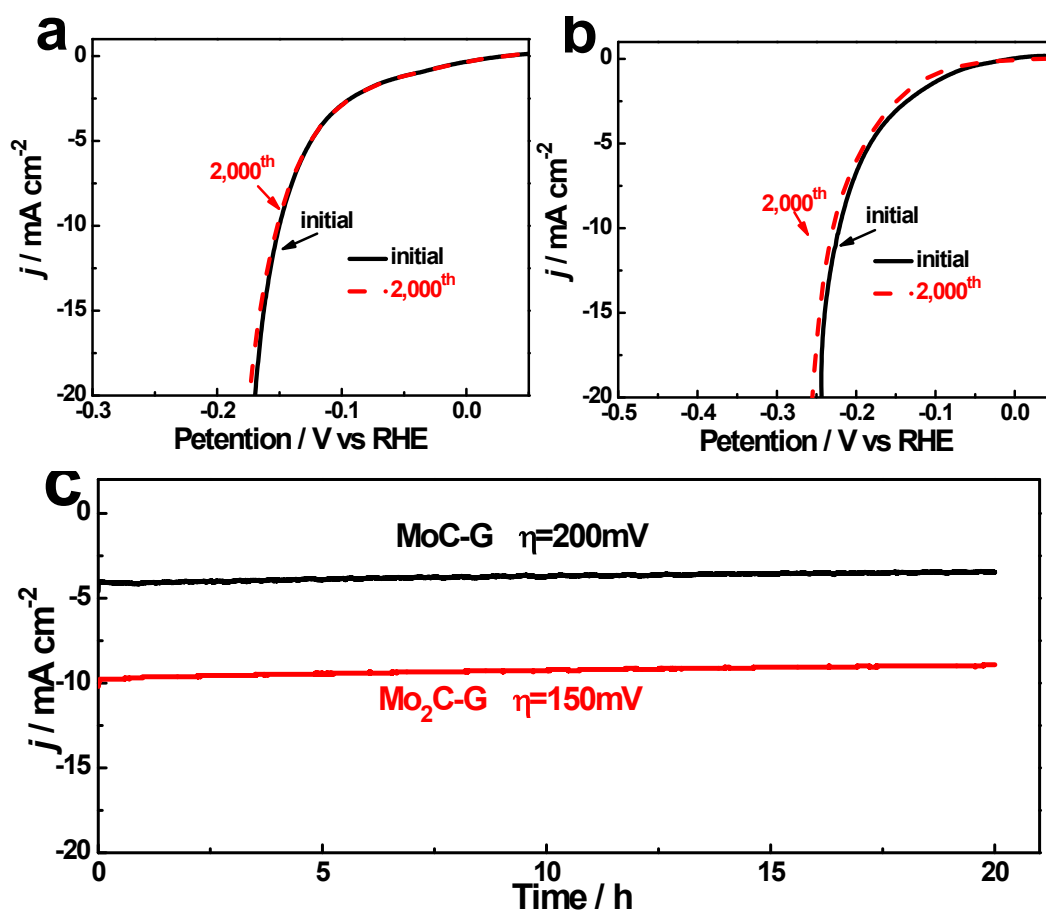 a
0
-5
-10
-15
-20
j / mA cm⁻²
2,000ᵗʰ
initial
initial
2,000ᵗʰ
-0.3
-0.2
-0.1
0.0
Petention / V vs RHE
b
0
-5
-10
-15
-20
j / mA cm⁻²
2,000ᵗʰ
initial
initial
2,000ᵗʰ
-0.5
-0.4
-0.3
-0.2
-0.1
0.0
Petention / V vs RHE
c
0
-5
-10
-15
-20
j / mA cm⁻²
MoC-G η=200mV
Mo₂C-G η=150mV
0
5
10
15
20
Time / h